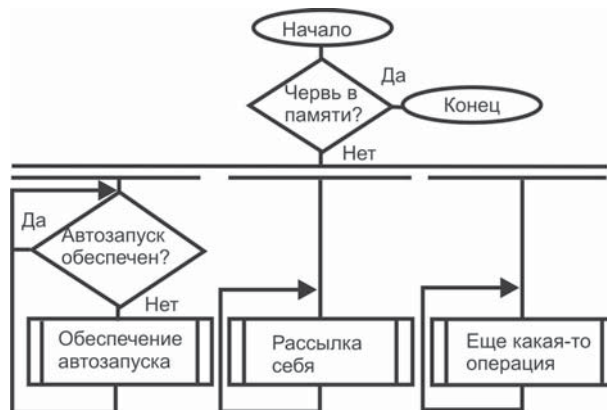 Начало
Червь в
памяти?
Да
Конец
Нет
Да
Автозапуск
обеспечен?
Нет
Обеспечение
автозапуска
Рассылка
себя
Еще какая-то
операция